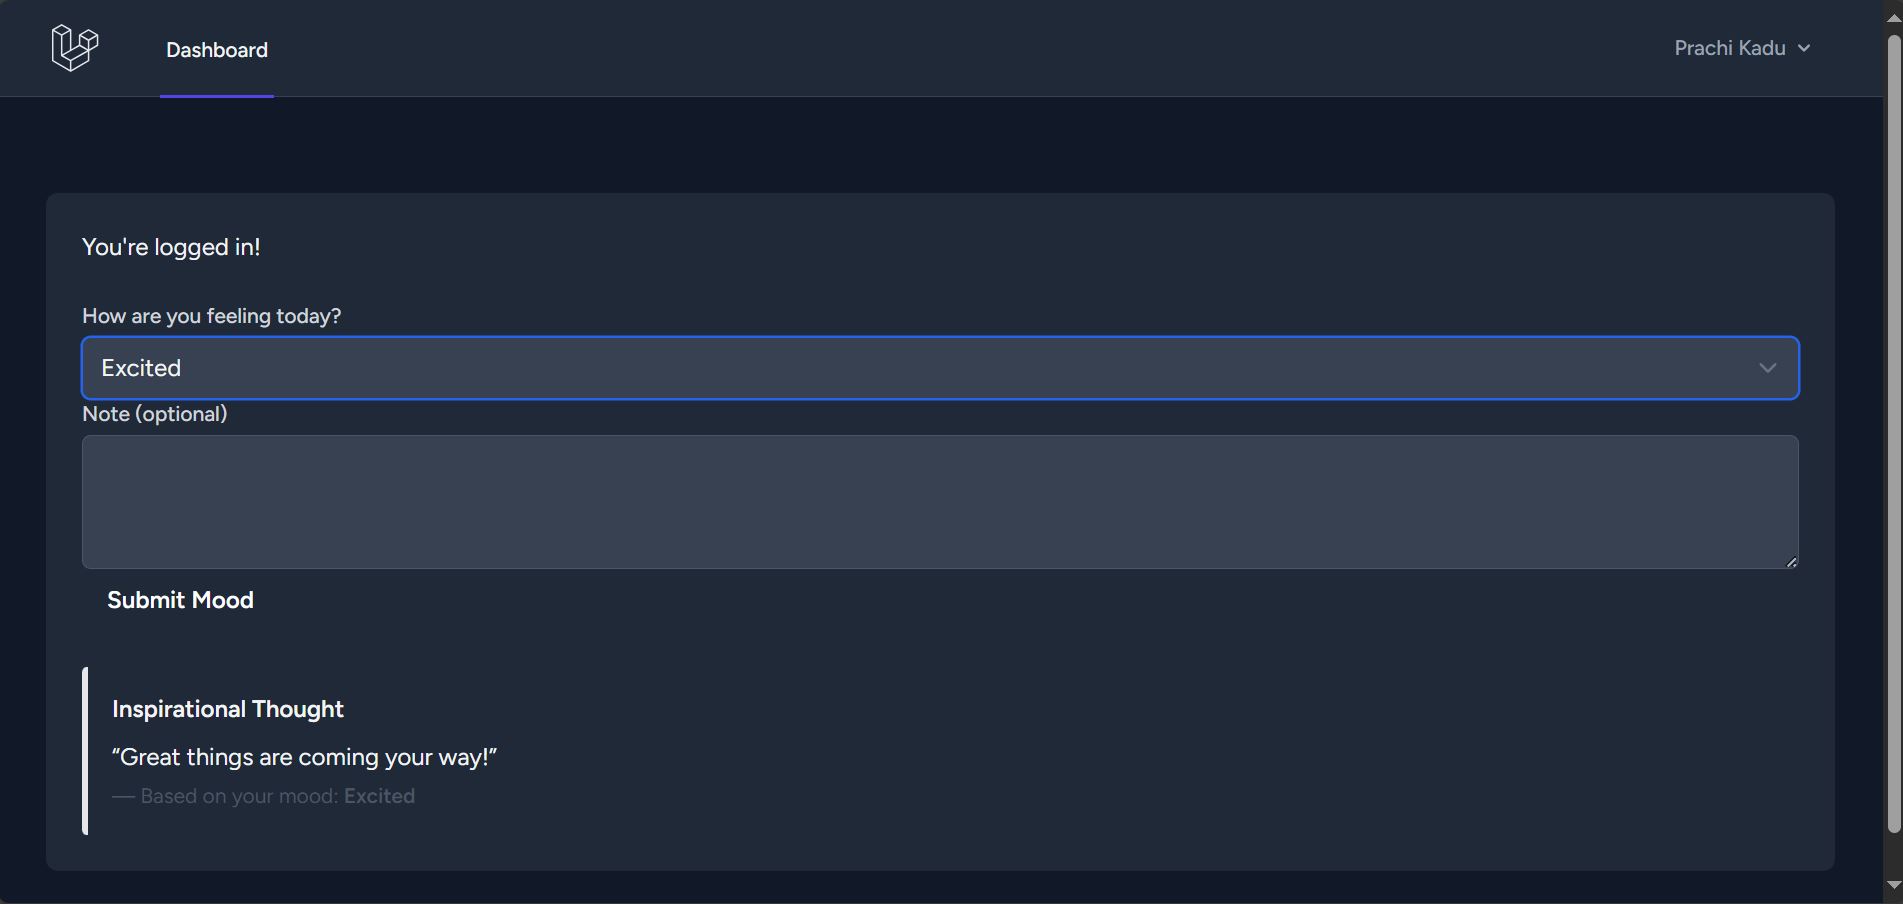 Dashboard
Prachi Kadu
You're logged in!
How are you feeling today?
Excited
Note (optional)
Submit Mood
Inspirational Thought
“Great things are coming your way!”
— Based on your mood: Excited